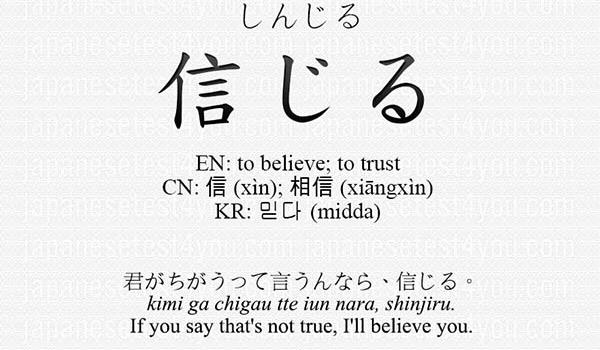 しんじる
信じる
EN: to believe; to trust
CN: 信 (xìn); 相信 (xiāngxìn)
KR: 믿다 (midda)
君がちがうって言うんなら、信じる。
kimi ga chigau tte iun nara, shinjiru.
If you say that's not true, I'll believe you.
japanesetest4you.com